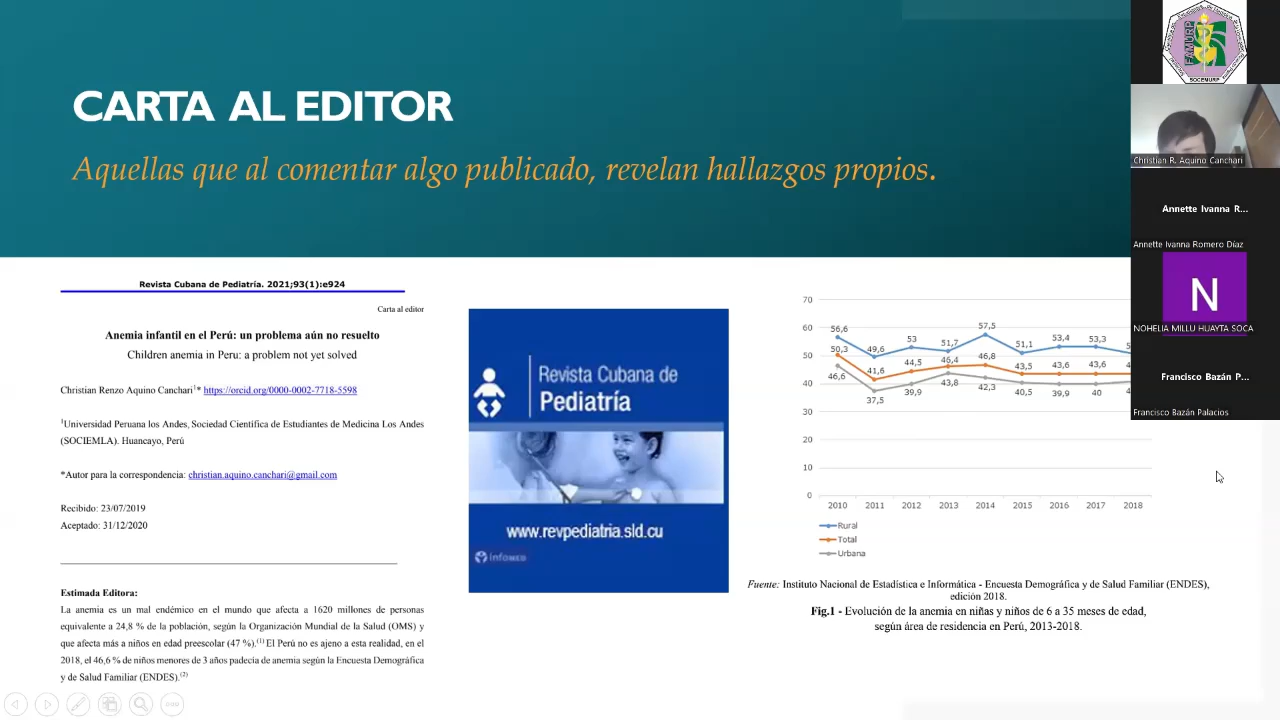 CARTA AL EDITOR
Aquellas que al comentar algo publicado, revelan hallazgos propios.
Revista Cubana de Pediatría. 2021;93(1):e924
Carta al editor
Anemia infantil en el Perú: un problema aún no resuelto
Children anemia in Peru: a problem not yet solved
Christian Renzo Aquino Canchari1* https://orcid.org/0000-0002-7718-5598
1Universidad Peruana los Andes, Sociedad Científica de Estudiantes de Medicina Los Andes
(SOCIEMLA). Huancayo, Perú
*Autor para la correspondencia: christian.aquino.canchari@gmail.com
Recibido: 23/07/2019
Aceptado: 31/12/2020
Estimada Editora:
La anemia es un mal endémico en el mundo que afecta a 1620 millones de personas
equivalente a 24,8 % de la población, según la Organización Mundial de la Salud (OMS) y
que afecta más a niños en edad preescolar (47 %).(1) El Perú no es ajeno a esta realidad, en el
2018, el 46,6 % de niños menores de 3 años padecía de anemia según la Encuesta Demográfica
y de Salud Familiar (ENDES).(2)
Revista Cubana de
Pediatría
www.revpediatria.sld.cu
infomed
70
60
50
40
30
20
10
0
56,6 49,6 53 51,7 57,5 51,1 53,4 53,3
50,3 41,6 44,5 46,4 46,8 43,5 43,6 43,6
46,6 37,5 39,9 43,8 42,3 40,5 39,9 40
2010 2011 2012 2013 2014 2015 2016 2017 2018
Rural
Total
Urbana
Fuente: Instituto Nacional de Estadística e Informática - Encuesta Demográfica y de Salud Familiar (ENDES),
edición 2018.
Fig.1 - Evolución de la anemia en niñas y niños de 6 a 35 meses de edad,
según área de residencia en Perú, 2013-2018.
FAMURP
SOCEMURP
Christian R. Aquino Canchari
Annette Ivanna R...
Annette Ivanna Romero Díaz
N
NOHELIA MILLU HUAYTA SOCA
Francisco Bazán P...
Francisco Bazán Palacios